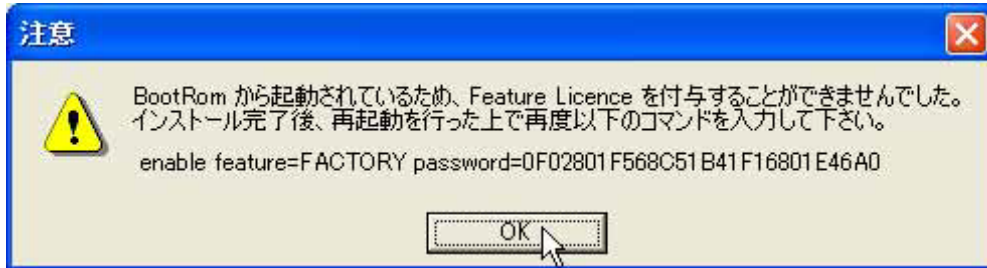 注意
BootRom から起動されているため、Feature Licence を付与することができませんでした。
インストール完了後、再起動を行った上で再度以下のコマンドを入力して下さい。
enable feature=FACTORY password=0F02801F568C51B41F16801E46A0
OK